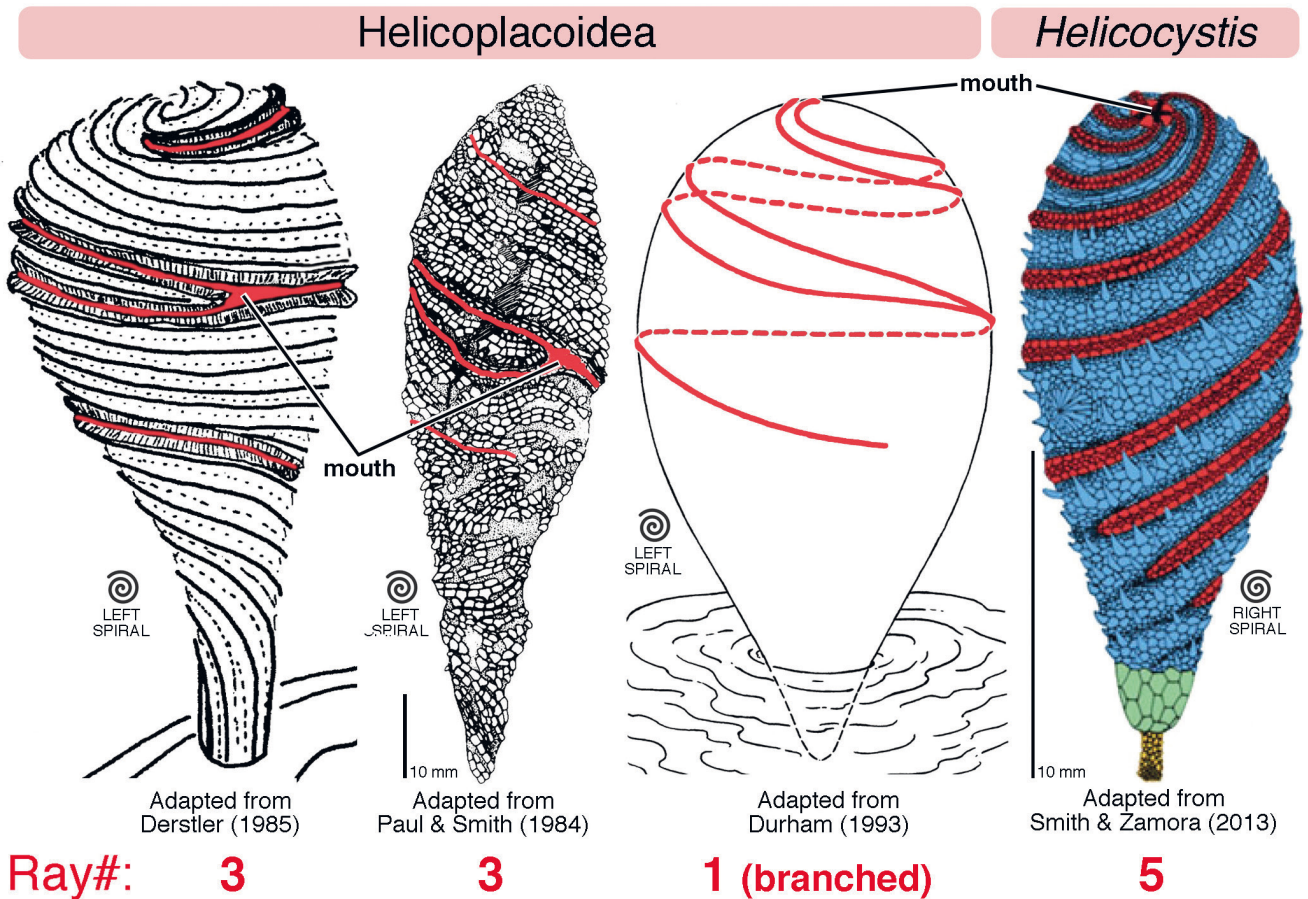 Helicoplacoidea
Helicocystis
mouth
mouth
LEFT
SPIRAL
LEFT
SPIRAL
LEFT
SPIRAL
RIGHT
SPIRAL
10 mm
10 mm
Adapted from
Derstler (1985)
Adapted from
Paul & Smith (1984)
Adapted from
Durham (1993)
Adapted from
Smith & Zamora (2013)
Ray#: 3 3 1 (branched) 5